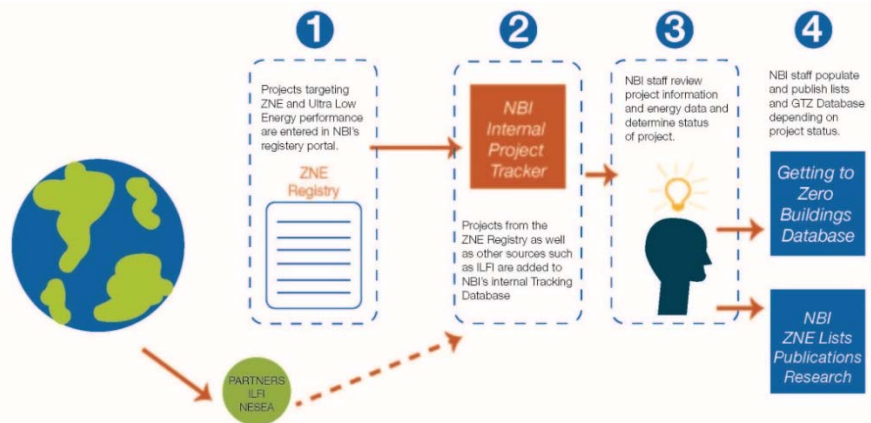 1
Projects targeting
ZNE and Ultra Low
Energy performance
are entered in NBI's
registery portal.
ZNE
Registry
2
NBI
Internal
Project
Tracker
Projects from the
ZNE Registry as well
as other sources such
as ILFI are added to
NBI's internal Tracking
Database
3
NBI staff review
project information
and energy data and
determine status
of project.
4
NBI staff populate
and publish lists
and GTZ Database
depending on
project status.
Getting to
Zero
Buildings
Database
NBI
ZNE Lists
Publications
Research
PARTNERS
ILFI
NESEA